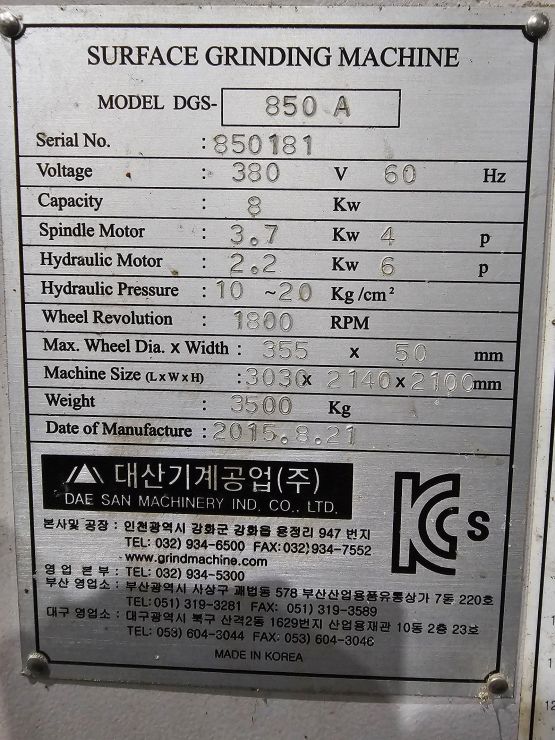 SURFACE GRINDING MACHINE
MODEL DGS- 850 A
Serial No. : 850181
Voltage : 380 V 60 Hz
Capacity : 8 Kw
Spindle Motor : 3.7 Kw 4 p
Hydraulic Motor : 2.2 Kw 6 p
Hydraulic Pressure : 10 ~20 Kg/cm²
Wheel Revolution : 1800 RPM
Max. Wheel Dia. x Width : 355 x 50 mm
Machine Size (LxWxH) : 3030 x 2140 x 2100 mm
Weight : 3500 Kg
Date of Manufacture : 2015.8.21
대산기계공업(주)
DAE SAN MACHINERY IND. CO., LTD.
KCs
본사및 공장 : 인천광역시 강화군 강화읍 용정리 947 번지
TEL: 032) 934-6500 FAX:032) 934-7552
www.grindmachine.com
영 업 본 부 : TEL: 032) 934-5300
부산 영업소 : 부산광역시 사상구 괘법동 578 부산산업용품유통상가 7동 220호
TEL:051) 319-3281 FAX: 051) 319-3589
대구 영업소 : 대구광역시 북구 산격2동 1629번지 산업용재관 10동 2층 23호
TEL: 053) 604-3044 FAX: 053) 604-3046
MADE IN KOREA